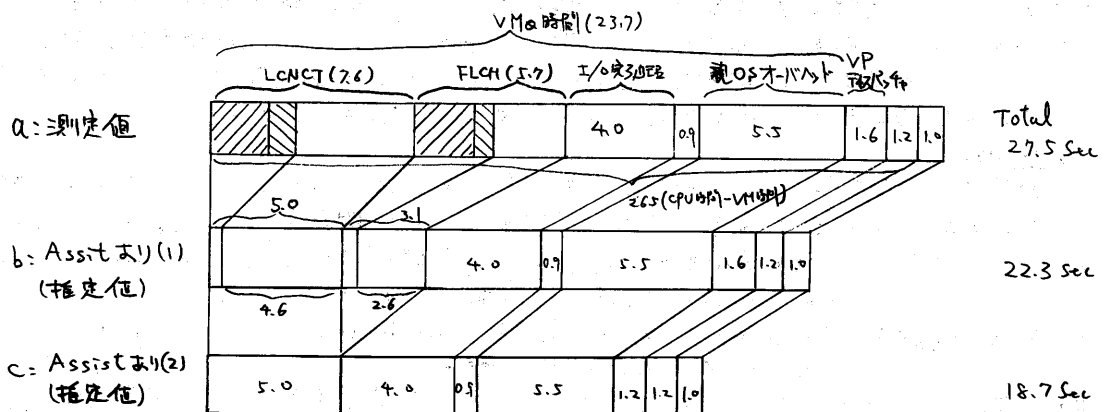 VMの時間(23.7)
LCNCT(7.6) FLCH(5.7) I/O完了処理 親OSオーバヘッド VP
ディスパッチャ
a:測定値 4.0 0.9 5.5 1.6 1.2 1.0 Total
27.5 Sec
26.5(CPU時間-VM時間)
5.0 3.1
b: Assitあり(1) 4.0 0.9 5.5 1.6 1.2 1.0 22.3 Sec
(推定値)
4.6 2.6
c: Assistあり(2) 5.0 4.0 0.9 5.5 1.2 1.2 1.0 18.7 Sec
(推定値)